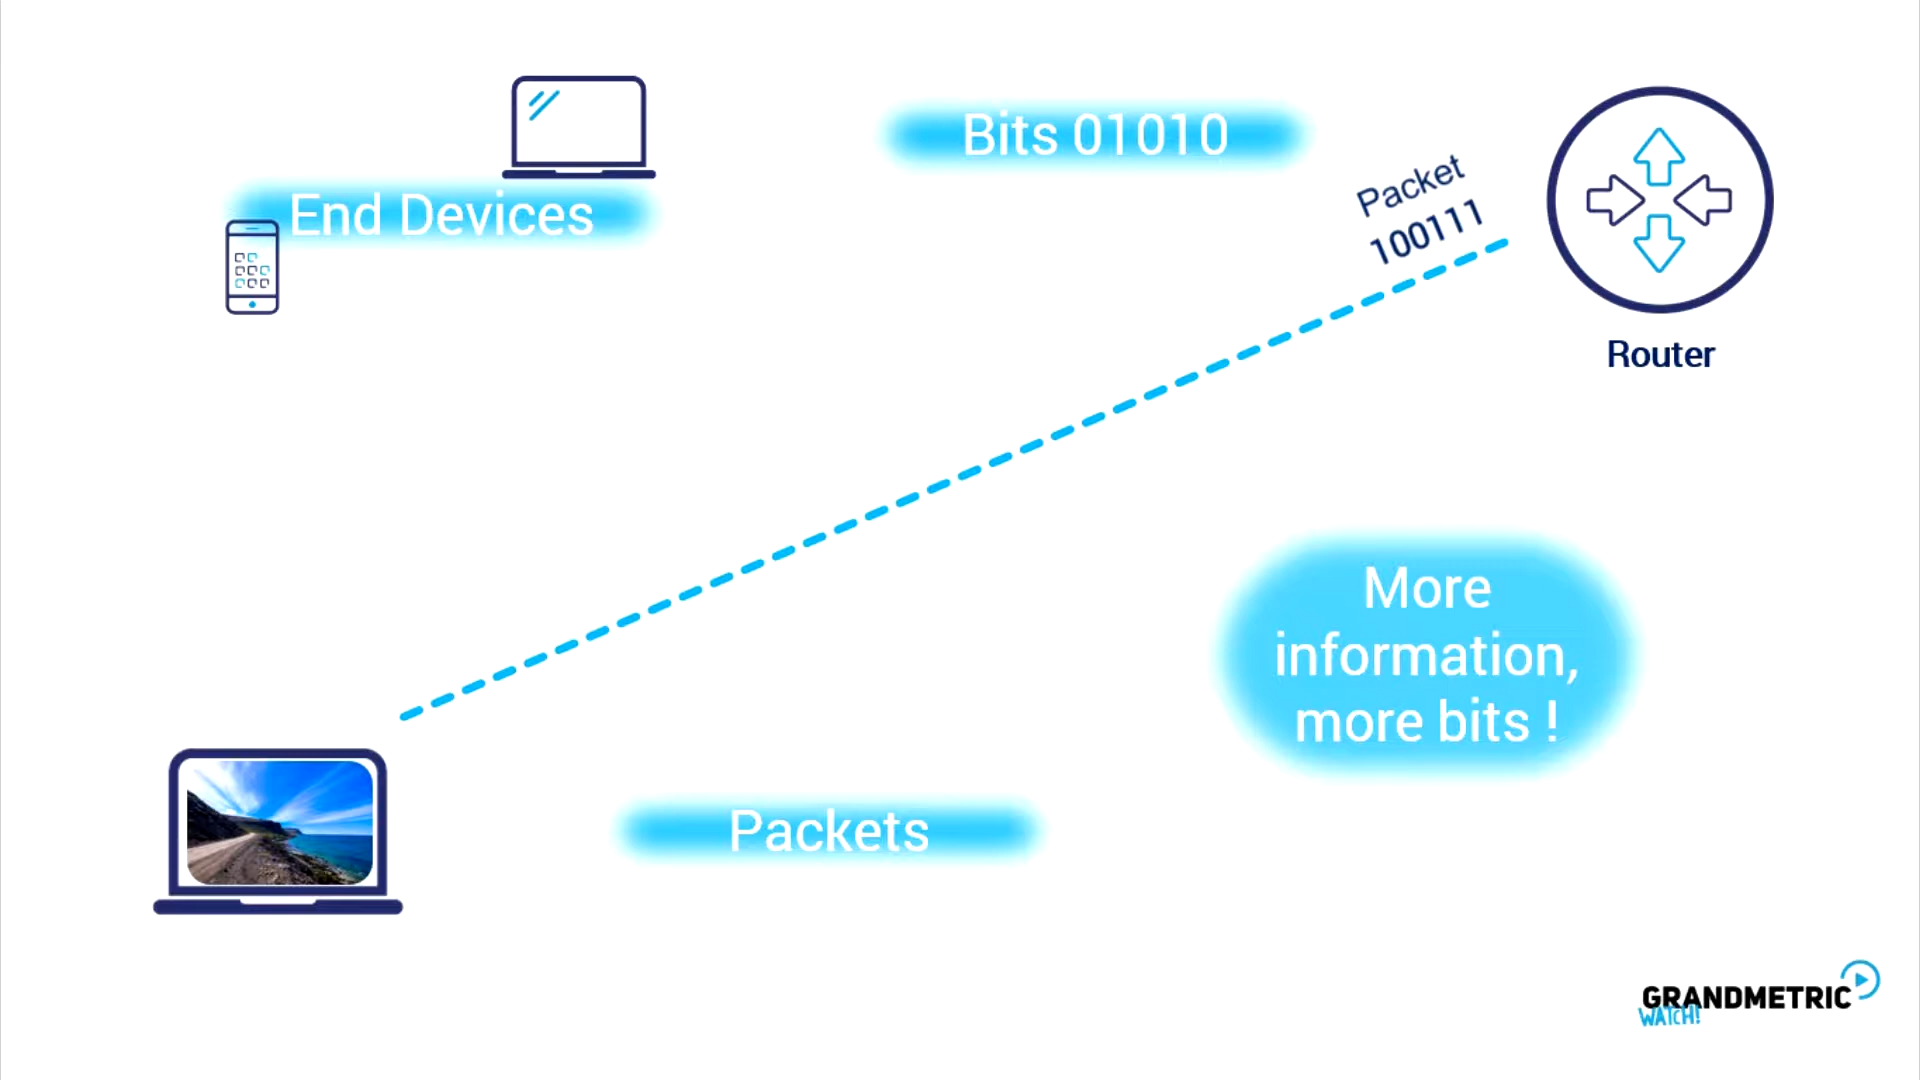 Bits 01010
End Devices
Packet
100111
Router
More
information,
more bits !
Packets
GRANDMETRIC
WATCH!